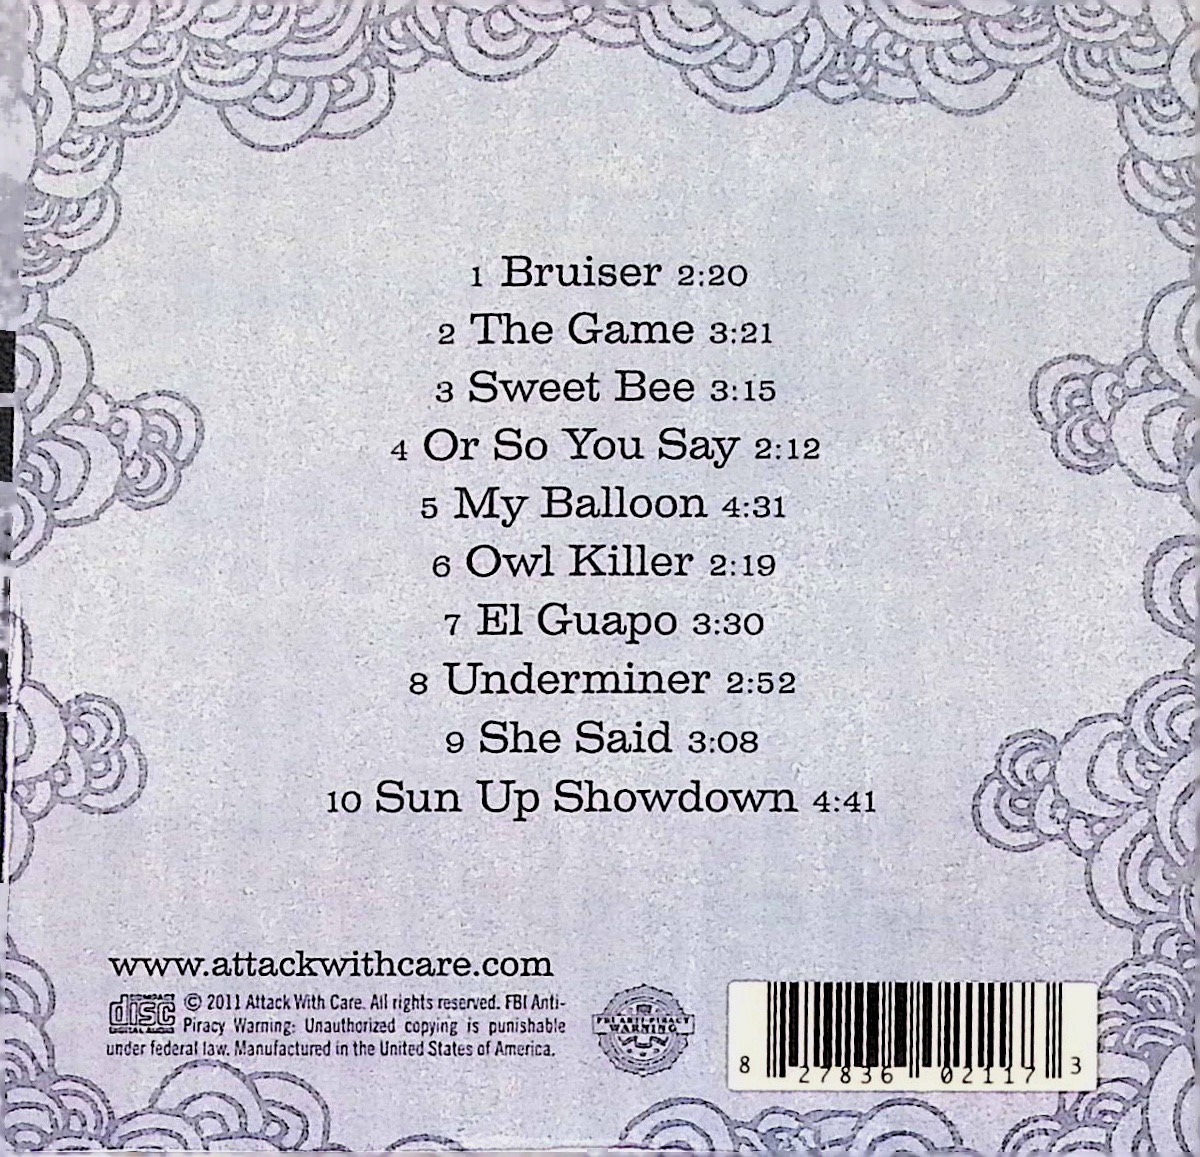 1 Bruiser 2:20
2 The Game 3:21
3 Sweet Bee 3:15
4 Or So You Say 2:12
5 My Balloon 4:31
6 Owl Killer 2:19
7 El Guapo 3:30
8 Underminer 2:52
9 She Said 3:08
10 Sun Up Showdown 4:41
www.attackwithcare.com
COMPACT
disc
DIGITAL AUDIO
© 2011 Attack With Care. All rights reserved. FBI Anti-
Piracy Warning: Unauthorized copying is punishable
under federal law. Manufactured in the United States of America.
FBI ANTI-PIRACY
WARNING
8 27836 02117 3